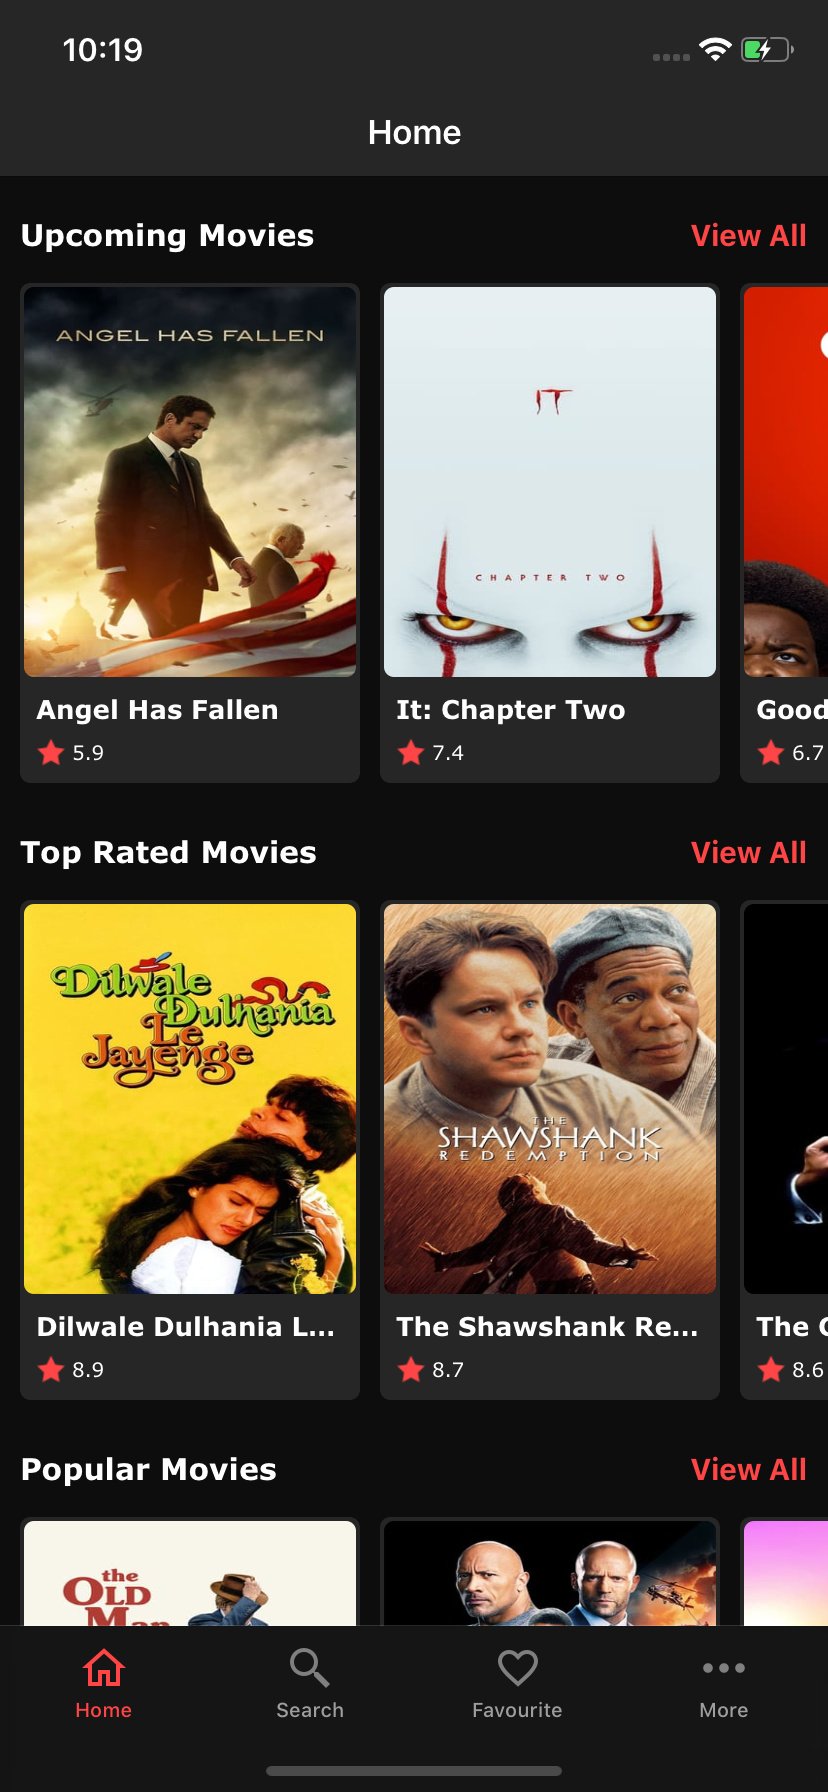 10:19
Home
Upcoming Movies
View All
ANGEL HAS FALLEN
IT
CHAPTER TWO
Angel Has Fallen
It: Chapter Two
Good
5.9
7.4
6.7
Top Rated Movies
View All
Dilwale
Dulhania
Le
Jayenge
THE
SHAWSHANK
REDEMPTION
Dilwale Dulhania L...
The Shawshank Re...
The
8.9
8.7
8.6
Popular Movies
View All
the
OLD
Man
Home
Search
Favourite
More